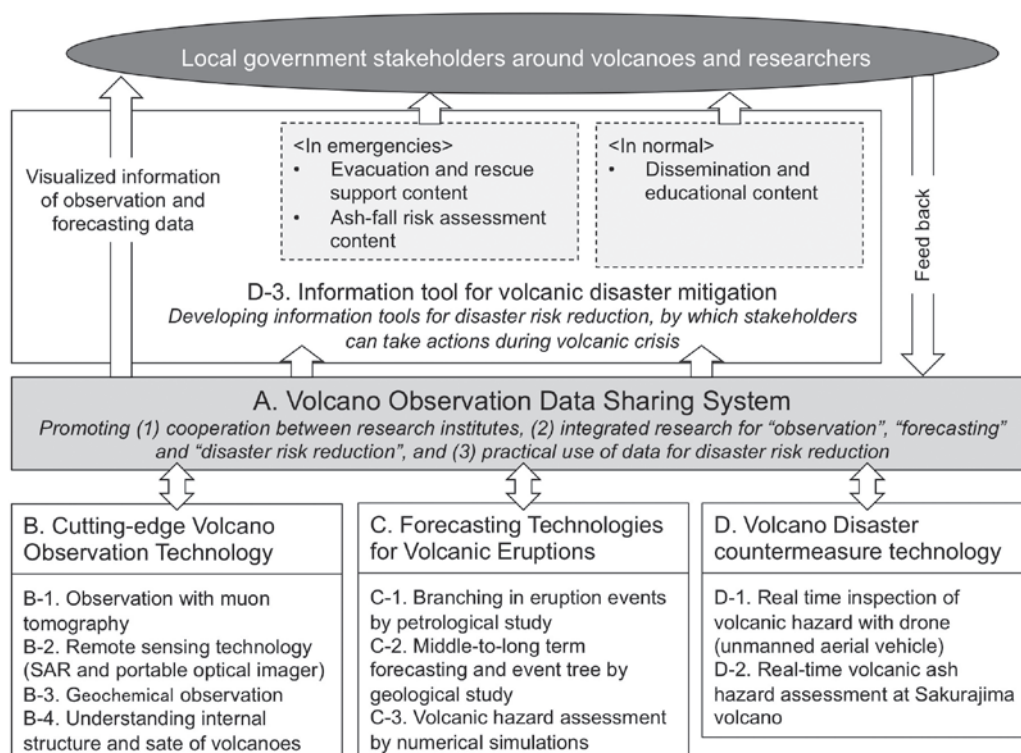 Local government stakeholders around volcanoes and researchers
Visualized information
of observation and
forecasting data
<In emergencies>
• Evacuation and rescue
support content
• Ash-fall risk assessment
content
<In normal>
• Dissemination and
educational content
Feed back
D-3. Information tool for volcanic disaster mitigation
Developing information tools for disaster risk reduction, by which stakeholders
can take actions during volcanic crisis
A. Volcano Observation Data Sharing System
Promoting (1) cooperation between research institutes, (2) integrated research for “observation”, “forecasting”
and “disaster risk reduction”, and (3) practical use of data for disaster risk reduction
B. Cutting-edge Volcano
Observation Technology
B-1. Observation with muon
tomography
B-2. Remote sensing technology
(SAR and portable optical imager)
B-3. Geochemical observation
B-4. Understanding internal
structure and sate of volcanoes
C. Forecasting Technologies
for Volcanic Eruptions
C-1. Branching in eruption events
by petrological study
C-2. Middle-to-long term
forecasting and event tree by
geological study
C-3. Volcanic hazard assessment
by numerical simulations
D. Volcano Disaster
countermeasure technology
D-1. Real time inspection of
volcanic hazard with drone
(unmanned aerial vehicle)
D-2. Real-time volcanic ash
hazard assessment at Sakurajima
volcano